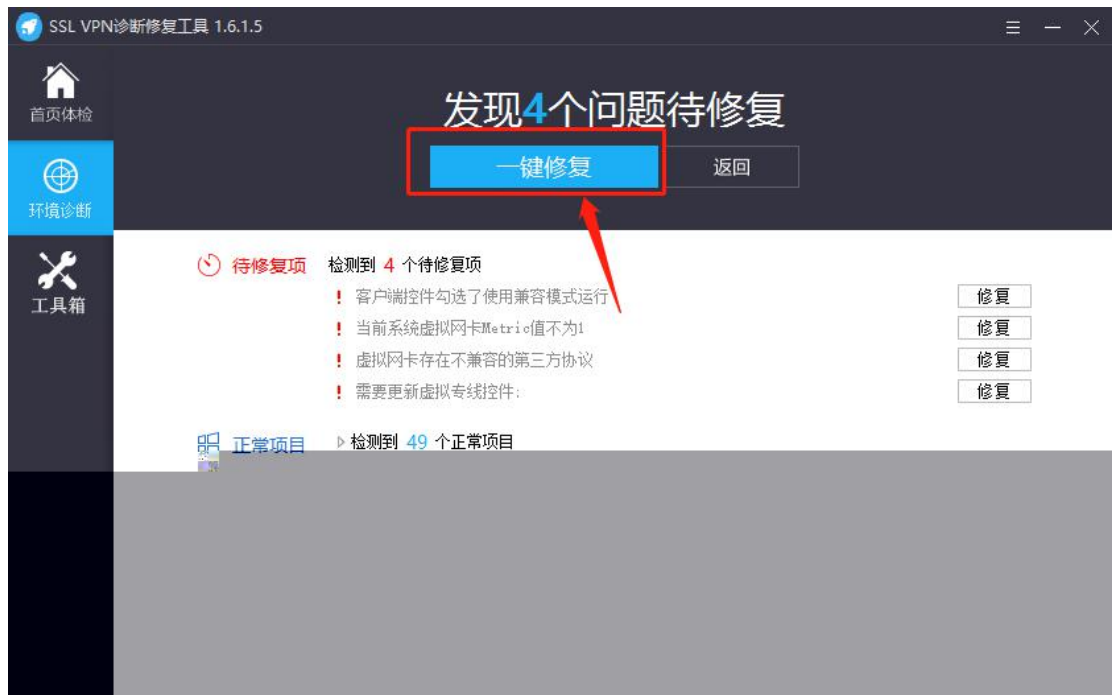 SSL VPN诊断修复工具 1.6.1.5
首页体检
环境诊断
工具箱
发现4个问题待修复
一键修复
返回
待修复项 检测到 4 个待修复项
! 客户端控件勾选了使用兼容模式运行 修复
! 当前系统虚拟网卡Metric值不为1 修复
! 虚拟网卡存在不兼容的第三方协议 修复
! 需要更新虚拟专线控件: 修复
正常项目 检测到 49 个正常项目